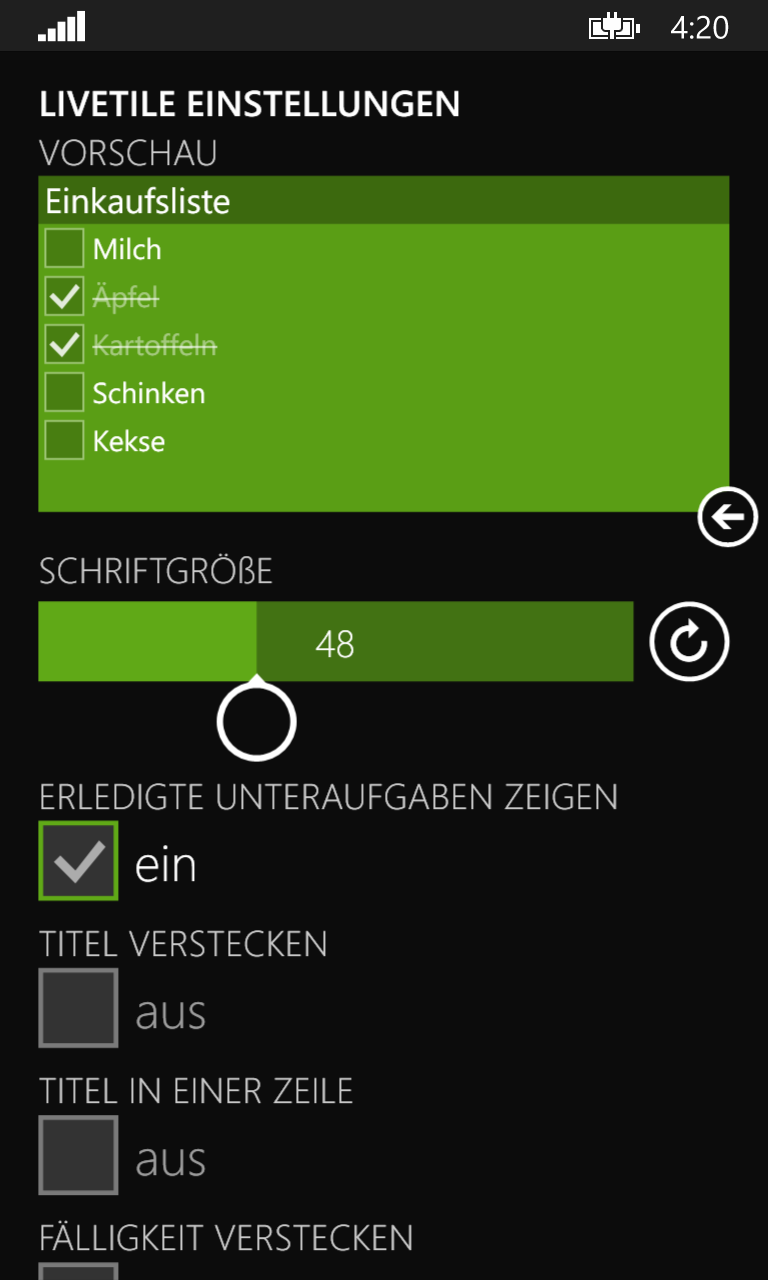 4:20
LIVETILE EINSTELLUNGEN
VORSCHAU
Einkaufsliste
Milch
Äpfel
Kartoffeln
Schinken
Kekse
SCHRIFTGRÖßE
48
ERLEDIGTE UNTERAUFGABEN ZEIGEN
ein
TITEL VERSTECKEN
aus
TITEL IN EINER ZEILE
aus
FÄLLIGKEIT VERSTECKEN